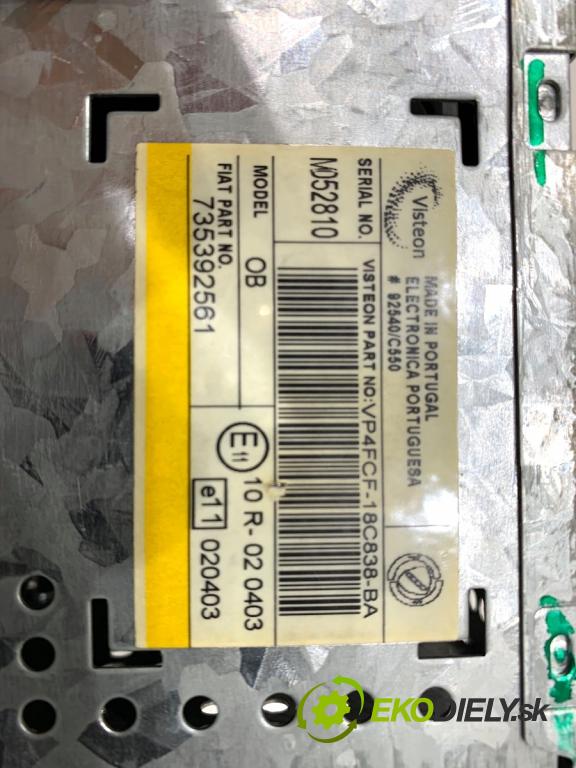 Visteon
MADE IN PORTUGAL
ELECTRONICA PORTUGUESA
# 92540/C550
SERIAL NO.
M052810
VISTEON PART NO:VP4FCF-18C838-BA
MODEL OB
FIAT PART NO.
735392561
E11 10 R- 02 0403
e11 020403
EKODIELY.sk